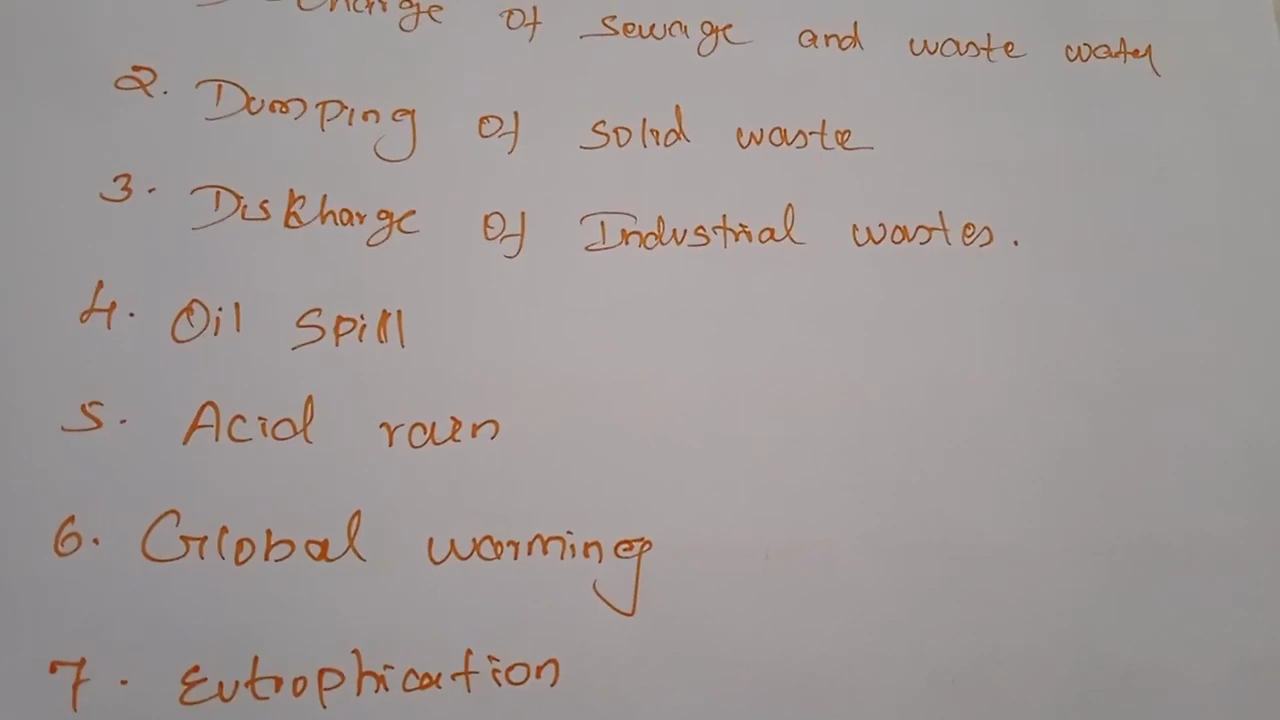 of sewage and waste water
2. Dumping of solid waste
3. Diskharge of Industrial wastes.
4. Oil Spill
5. Acid rain
6. Global warming
7. Eutrophication